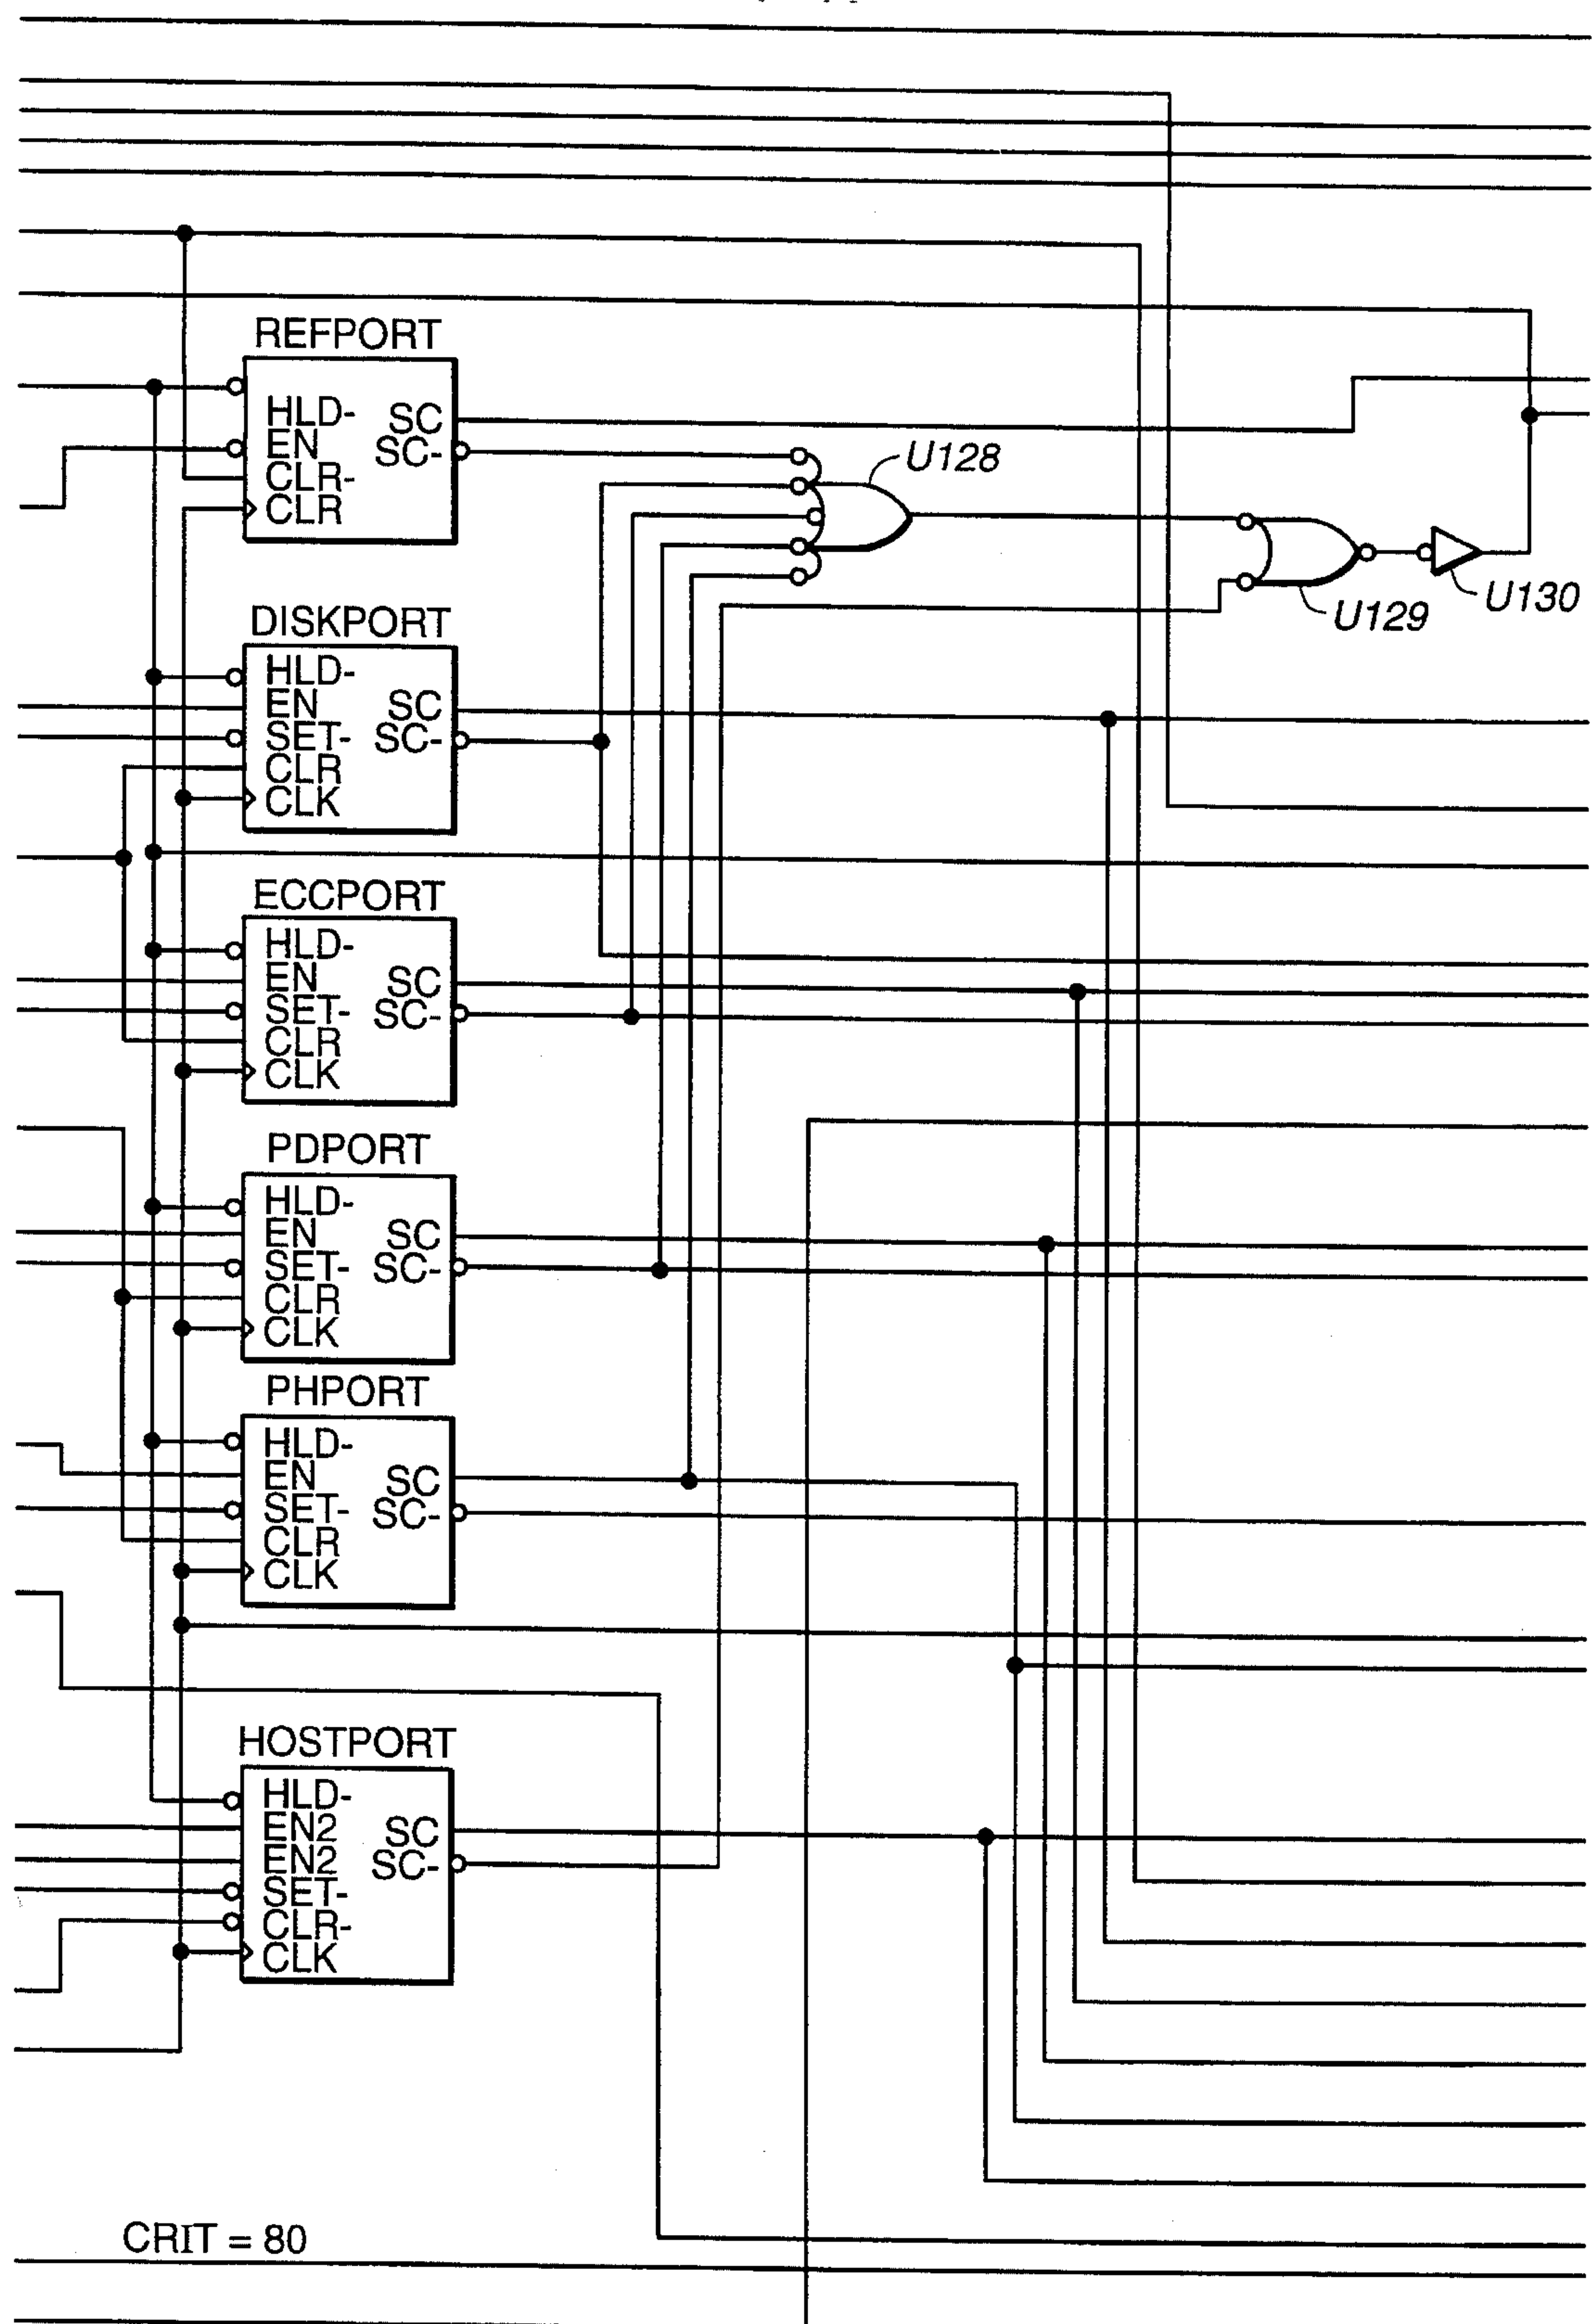 REFPORT
HLD- SC
EN SC-
CLR-
CLR
U128
U129
U130
DISKPORT
HLD-
EN SC
SET- SC-
CLR
CLK
ECCPORT
HLD-
EN SC
SET- SC-
CLR
CLK
PDPORT
HLD-
EN SC
SET- SC-
CLR
CLK
PHPORT
HLD-
EN SC
SET- SC-
CLR
CLK
HOSTPORT
HLD-
EN2 SC
EN2 SC-
SET-
CLR-
CLK
CRIT = 80